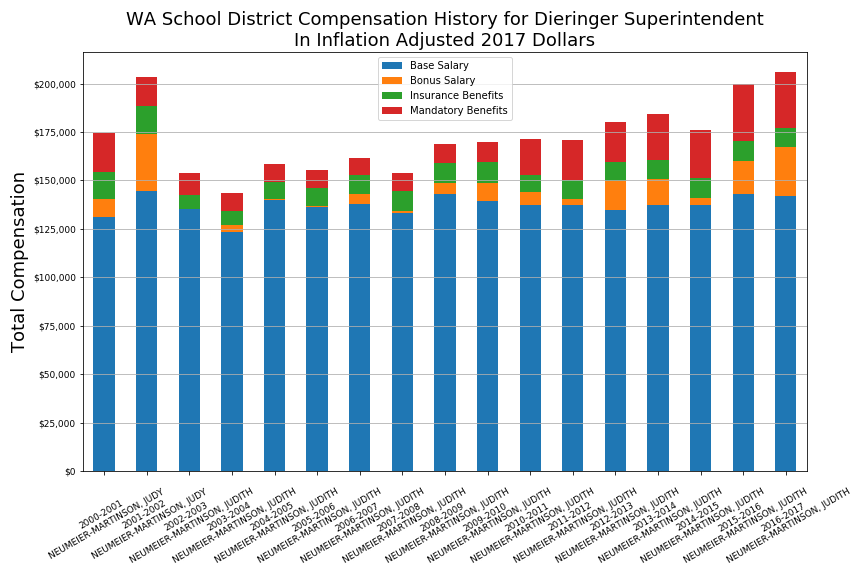 WA School District Compensation History for Dieringer Superintendent
In Inflation Adjusted 2017 Dollars
Base Salary
Bonus Salary
Insurance Benefits
Mandatory Benefits
Total Compensation
$200,000
$175,000
$150,000
$125,000
$100,000
$75,000
$50,000
$25,000
$0
2000-2001
NEUMEIER-MARTINSON, JUDY
2001-2002
NEUMEIER-MARTINSON, JUDY
2002-2003
NEUMEIER-MARTINSON, JUDITH
2003-2004
NEUMEIER-MARTINSON, JUDITH
2004-2005
NEUMEIER-MARTINSON, JUDITH
2005-2006
NEUMEIER-MARTINSON, JUDITH
2006-2007
NEUMEIER-MARTINSON, JUDITH
2007-2008
NEUMEIER-MARTINSON, JUDITH
2008-2009
NEUMEIER-MARTINSON, JUDITH
2009-2010
NEUMEIER-MARTINSON, JUDITH
2010-2011
NEUMEIER-MARTINSON, JUDITH
2011-2012
NEUMEIER-MARTINSON, JUDITH
2012-2013
NEUMEIER-MARTINSON, JUDITH
2013-2014
NEUMEIER-MARTINSON, JUDITH
2014-2015
NEUMEIER-MARTINSON, JUDITH
2015-2016
NEUMEIER-MARTINSON, JUDITH
2016-2017
NEUMEIER-MARTINSON, JUDITH